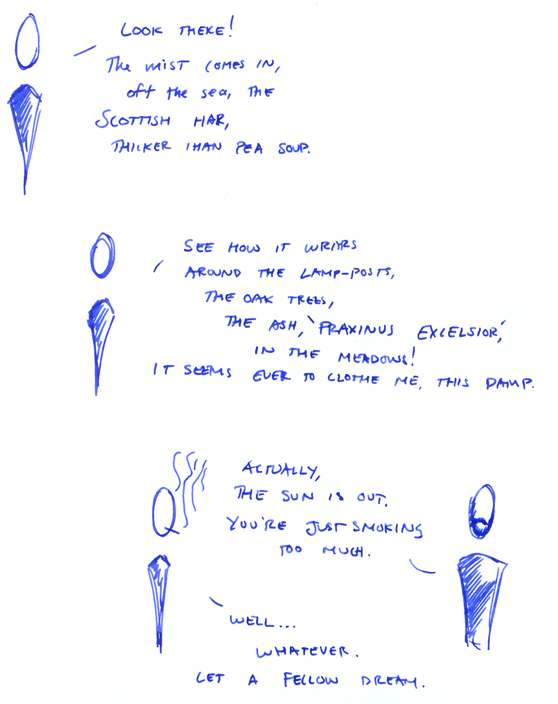 LOOK THERE!
The mist comes in,
off the sea, the
SCOTTISH HAR,
THICKER THAN PEA SOUP.
SEE HOW IT WRAPS
AROUND THE LAMP-POSTS,
THE OAK TREES,
THE ASH, 'FRAXINUS EXCELSIOR,'
IN THE MEADOWS!
IT SEEMS EVER TO CLOTHE ME, THIS DAMP.
ACTUALLY,
THE SUN IS OUT.
YOU'RE JUST SMOKING
TOO MUCH.
WELL...
WHATEVER.
LET A FELLOW DREAM.